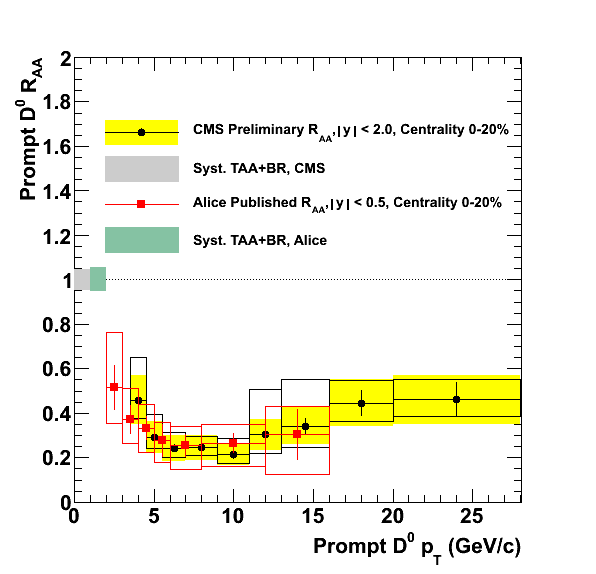 Prompt D⁰ R_AA
2
1.8
1.6
1.4
1.2
1
0.8
0.6
0.4
0.2
0
CMS Preliminary R_AA,|y| < 2.0, Centrality 0-20%
Syst. TAA+BR, CMS
Alice Published R_AA,|y| < 0.5, Centrality 0-20%
Syst. TAA+BR, Alice
0 5 10 15 20 25
Prompt D⁰ p_T (GeV/c)